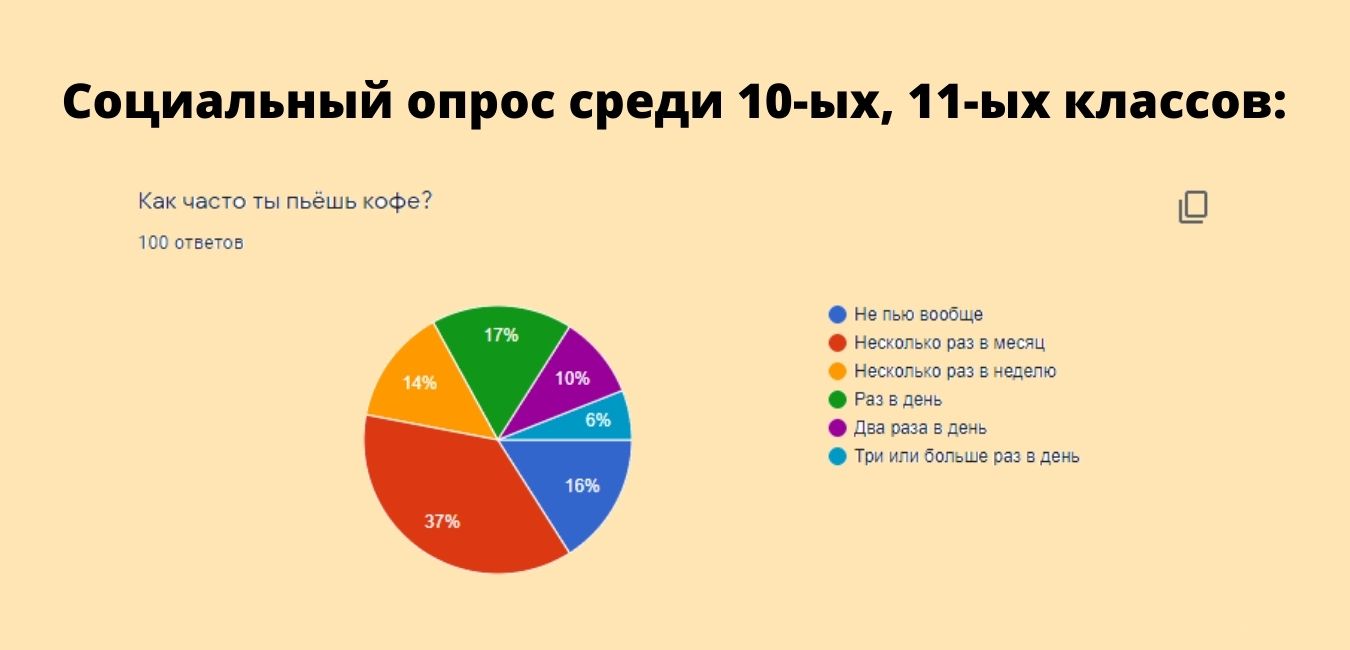 Социальный опрос среди 10-ых, 11-ых классов:
Как часто ты пьёшь кофе?
100 ответов
17%
14%
10%
6%
16%
37%
Не пью вообще
Несколько раз в месяц
Несколько раз в неделю
Раз в день
Два раза в день
Три или больше раз в день